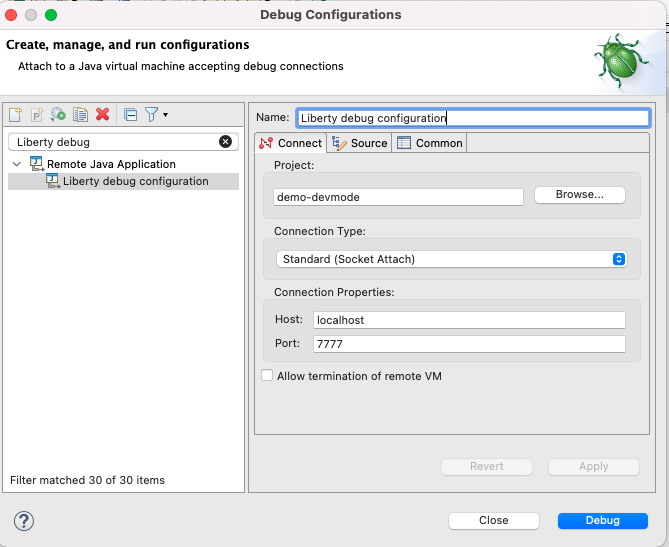 Debug Configurations
Create, manage, and run configurations
Attach to a Java virtual machine accepting debug connections
Liberty debug
Remote Java Application
Liberty debug configuration
Filter matched 30 of 30 items
Name: Liberty debug configuration
Connect Source Common
Project:
demo-devmode Browse...
Connection Type:
Standard (Socket Attach)
Connection Properties:
Host: localhost
Port: 7777
Allow termination of remote VM
Revert Apply
? Close Debug